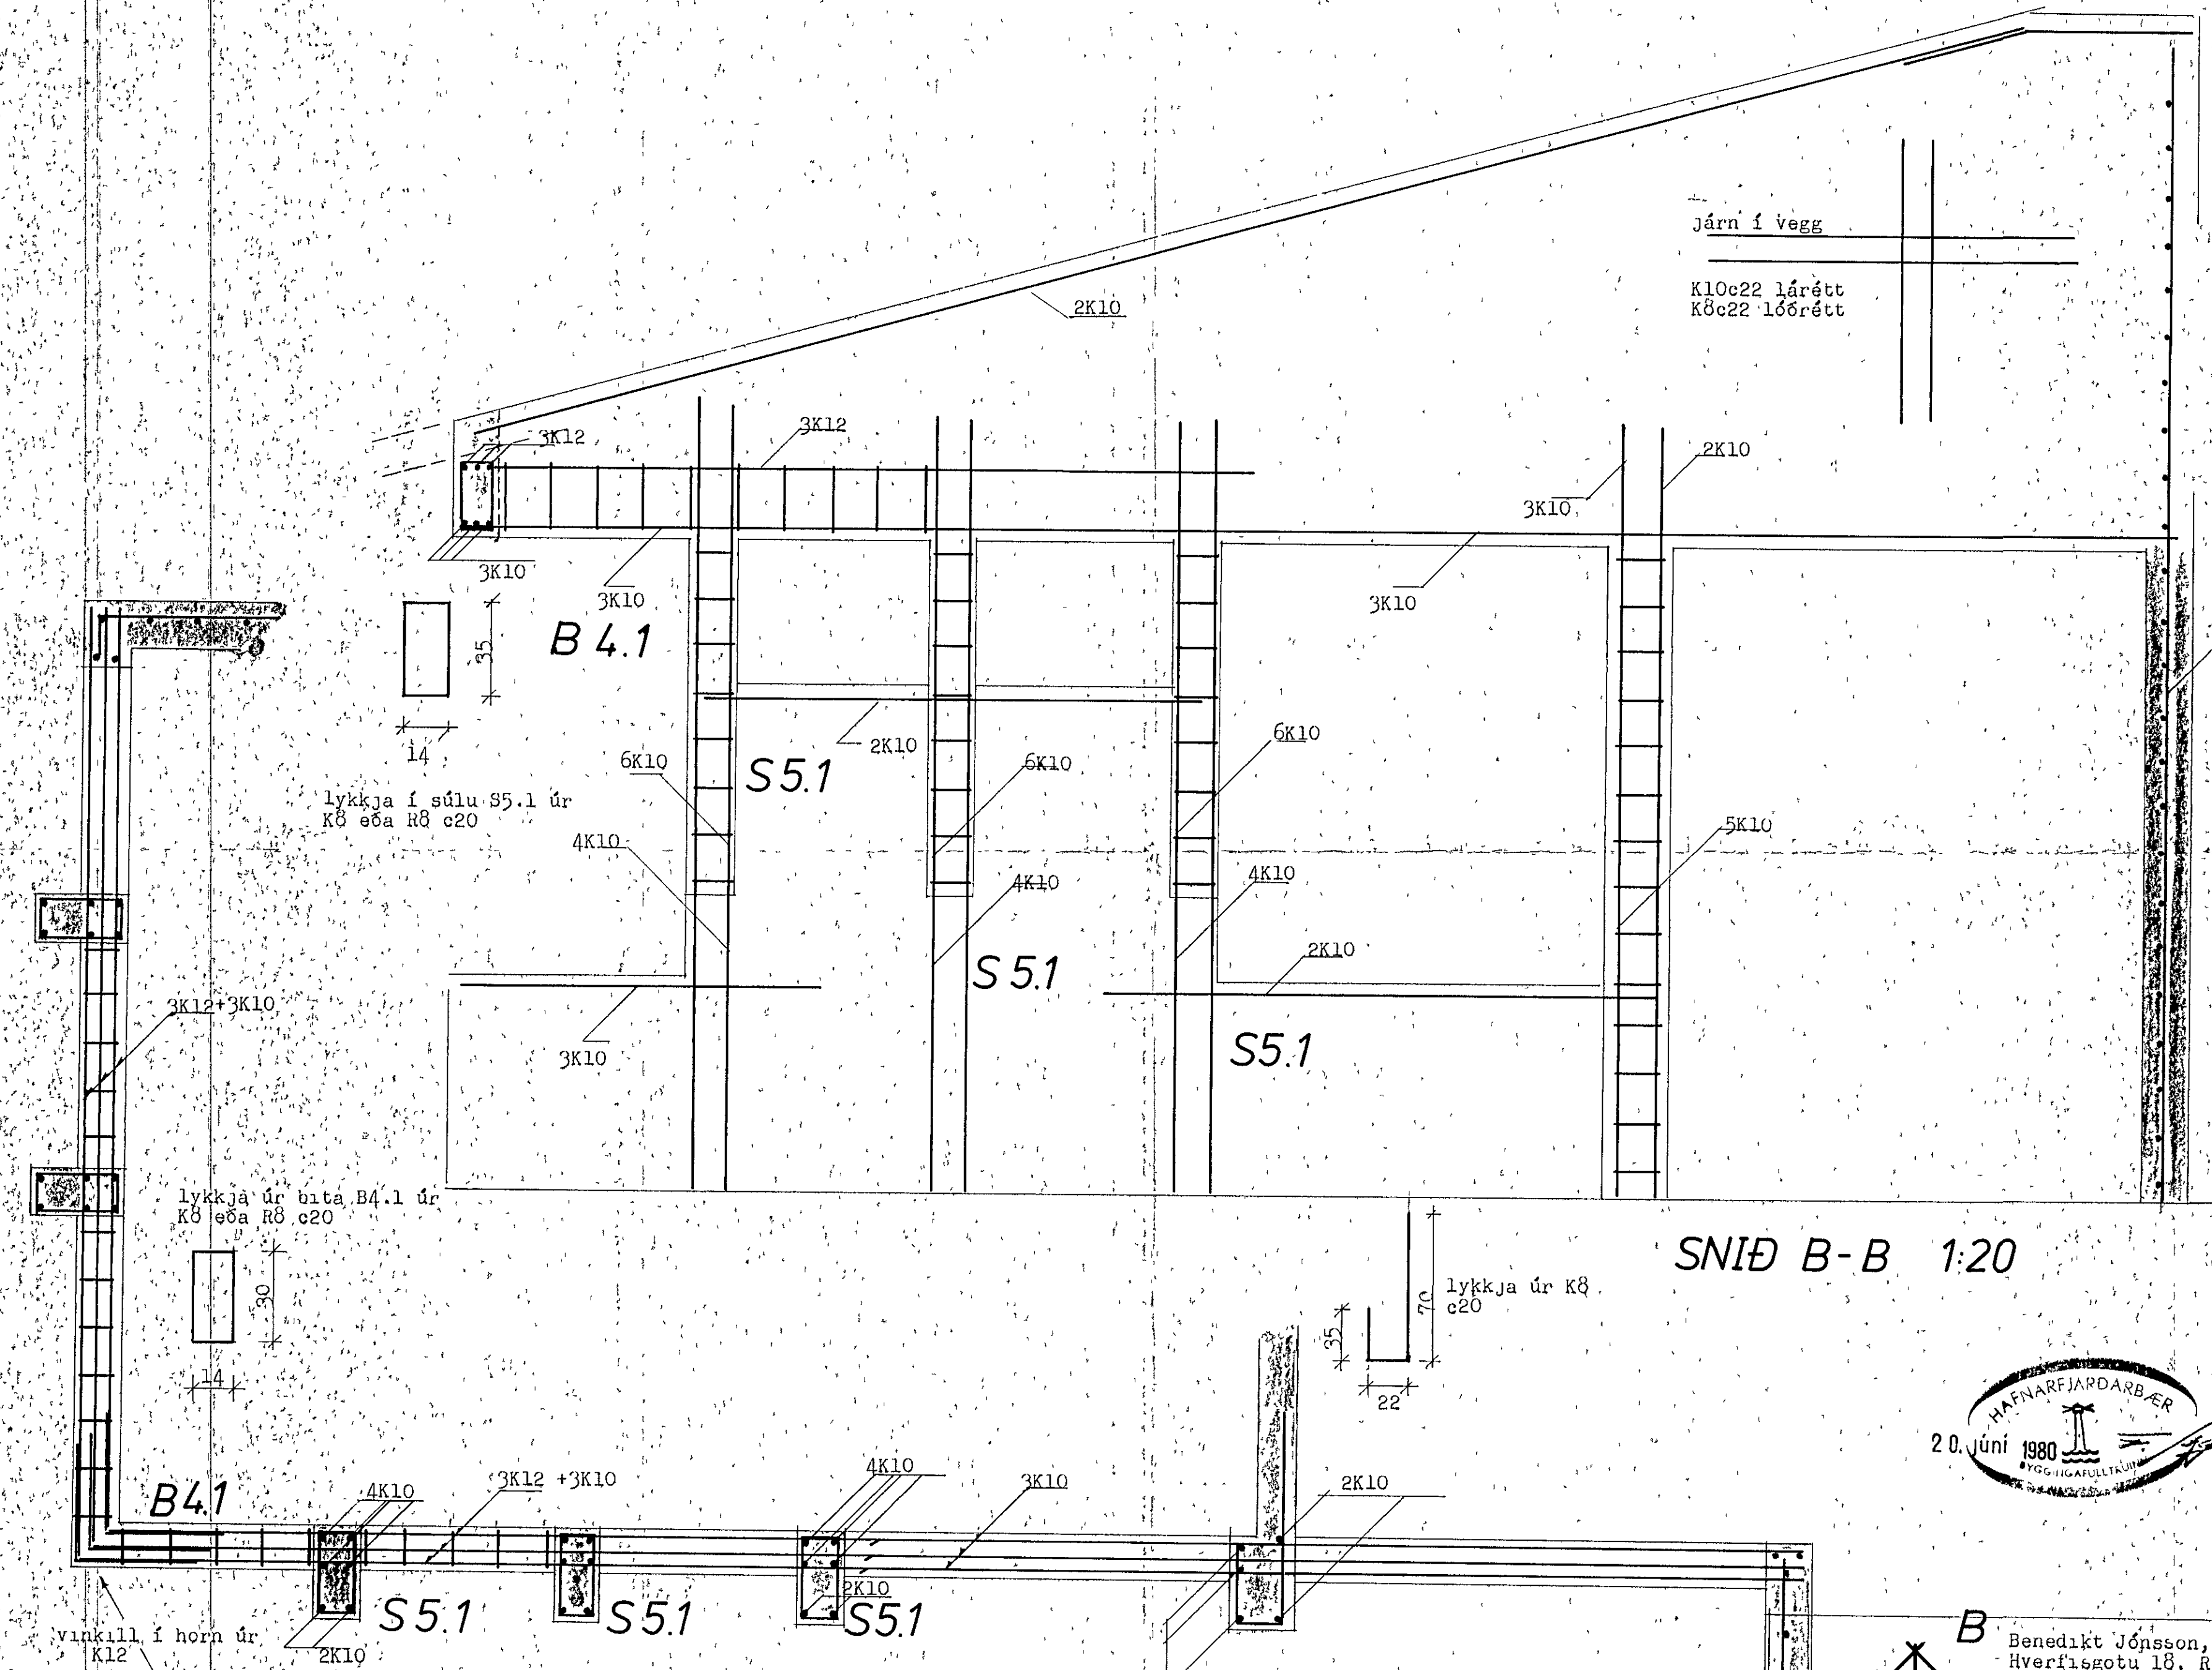 2K10
Járn í vegg
K10c22 lárétt
K8c22 lóðrétt
3K12
3K12
2K10
3K10
3K10
3K10
3K10
B 4.1
35
14
2K10
6K10
S 5.1
6K10
6K10
lykkja í súlu S5.1 úr
K8 eða R8 c20
4K10
5K10
4K10
4K10
2K10
S 5.1
3K12+3K10
3K10
S5.1
lykkja úr bita B4.1 úr
K8 eða R8 c20
30
14
SNIÐ B-B 1:20
70
35
22
lykkja úr K8
c20
HAFNARFJARÐARBÆR
20. júní 1980
BYGGINGAFULLTRÚI
B4.1
4K10
3K12 +3K10
4K10
3K10
2K10
2K10
S 5.1
S 5.1
S5.1
vinkill í horn úr
K12
2K10
B
Benedikt Jónsson,
Hverfisgötu 18, R